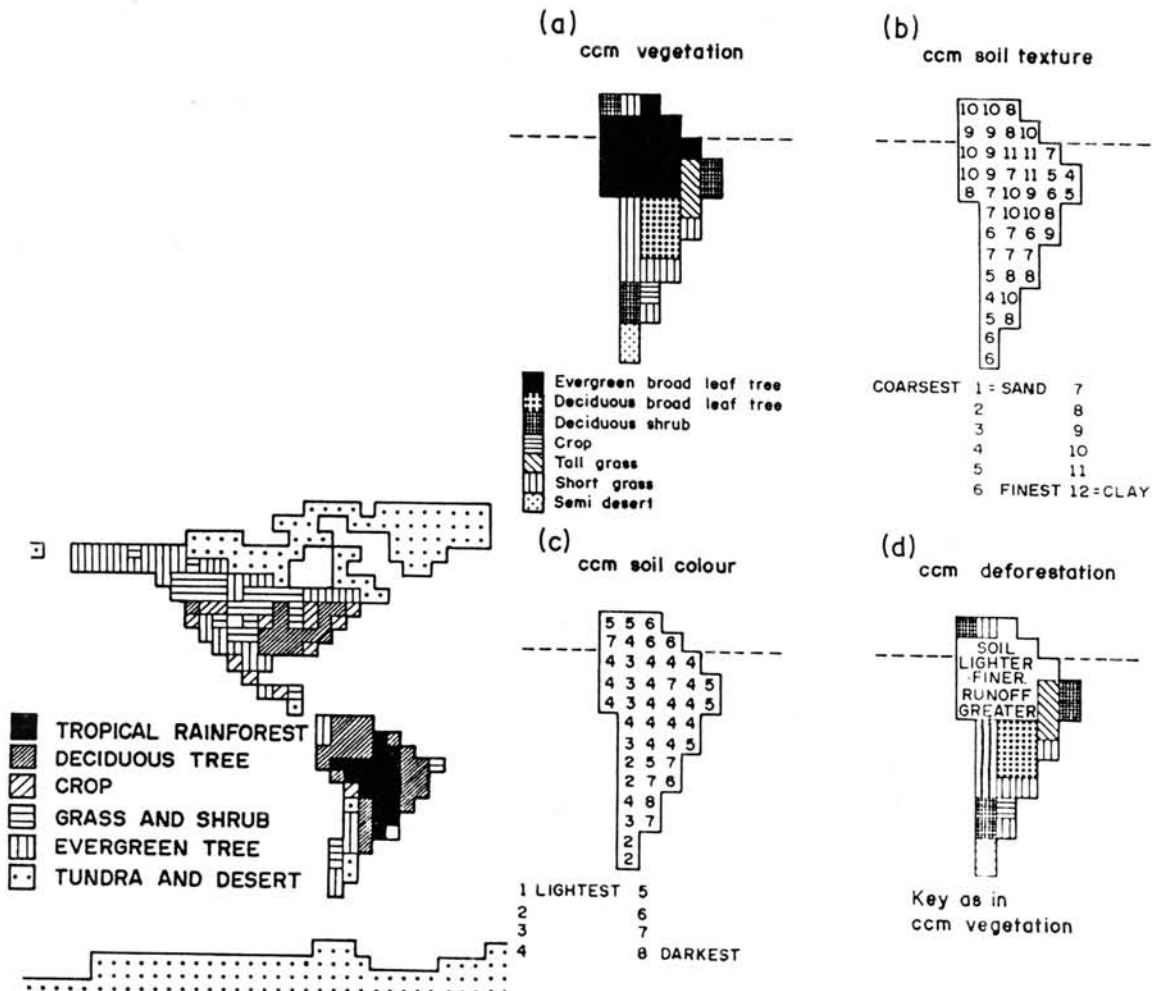 (a)
ccm vegetation
Evergreen broad leaf tree
Deciduous broad leaf tree
Deciduous shrub
Crop
Tall grass
Short grass
Semi desert
(b)
ccm soil texture
10 10 8
9 9 8 10
10 9 11 11 7
10 9 7 11 5 4
8 7 10 9 6 5
7 10 10 8
6 7 6 9
7 7 7
5 8 8
4 10
5 8
6
6
COARSEST 1 = SAND 7
2 8
3 9
4 10
5 11
6 FINEST 12 = CLAY
TROPICAL RAINFOREST
DECIDUOUS TREE
CROP
GRASS AND SHRUB
EVERGREEN TREE
TUNDRA AND DESERT
(c)
ccm soil colour
5 5 6
7 4 6 6
4 3 4 4 4
4 3 4 7 4 5
4 3 4 4 4 5
4 4 4 4
3 4 4 5
2 5 7
2 7 6
4 8
3 7
2
2
1 LIGHTEST 5
2 6
3 7
4 8 DARKEST
(d)
ccm deforestation
SOIL
LIGHTER
FINER.
RUNOFF
GREATER
Key as in
ccm vegetation